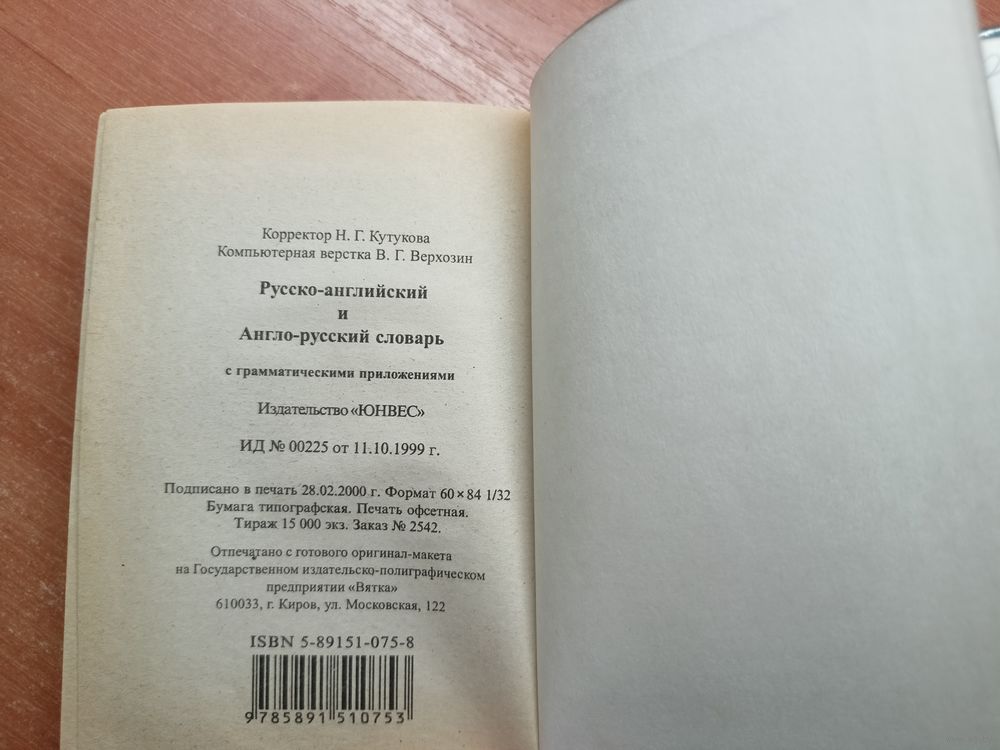 Корректор Н. Г. Кутукова
Компьютерная верстка В. Г. Верхозин
Русско-английский
и
Англо-русский словарь
с грамматическими приложениями
Издательство «ЮНВЕС»
ИД № 00225 от 11.10.1999 г.
Подписано в печать 28.02.2000 г. Формат 60 × 84 1/32
Бумага типографская. Печать офсетная.
Тираж 15 000 экз. Заказ № 2542.
Отпечатано с готового оригинал-макета
на Государственном издательско-полиграфическом
предприятии «Вятка»
610033, г. Киров, ул. Московская, 122
ISBN 5-89151-075-8
9 785891 510753